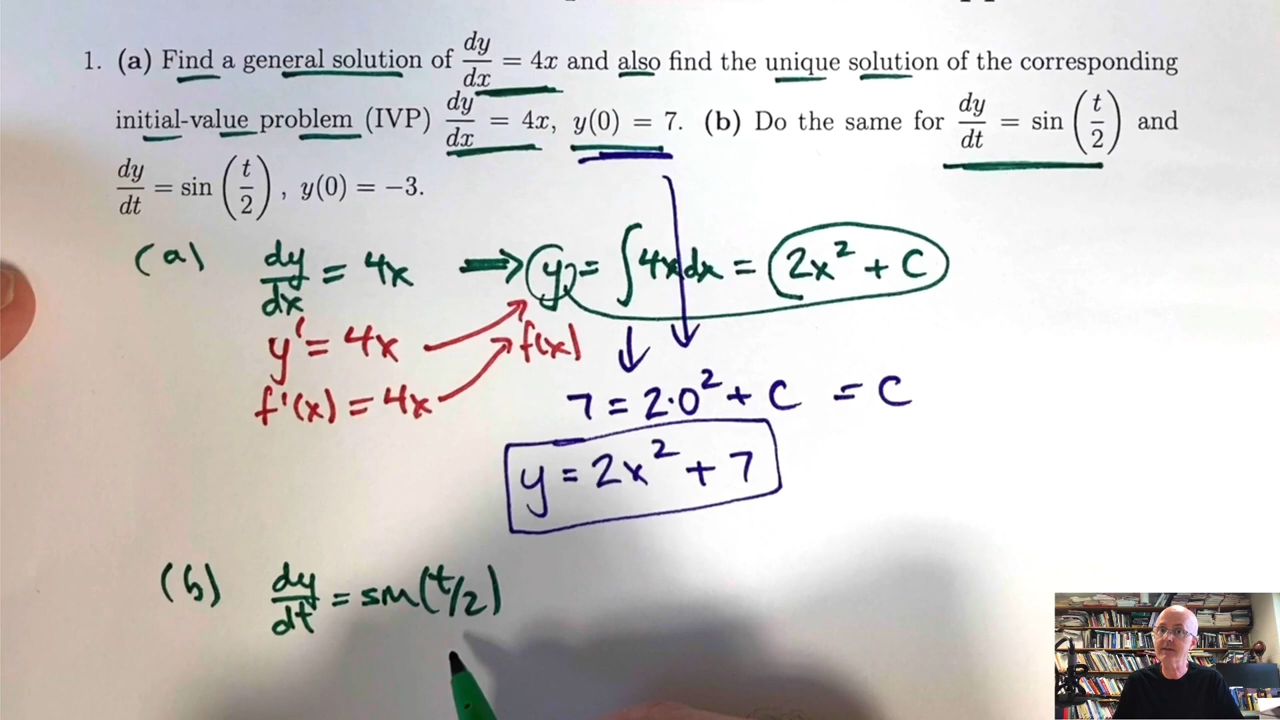 1. (a) Find a general solution of dy/dx = 4x and also find the unique solution of the corresponding
initial-value problem (IVP) dy/dx = 4x, y(0) = 7. (b) Do the same for dy/dt = sin (t/2) and
dy/dt = sin (t/2), y(0) = −3.
(a) dy/dx = 4x ⟹ y = ∫4x dx = 2x² + C
y' = 4x f(x)
f'(x) = 4x
7 = 2·0² + C = C
y = 2x² + 7
(b) dy/dt = sin(t/2)